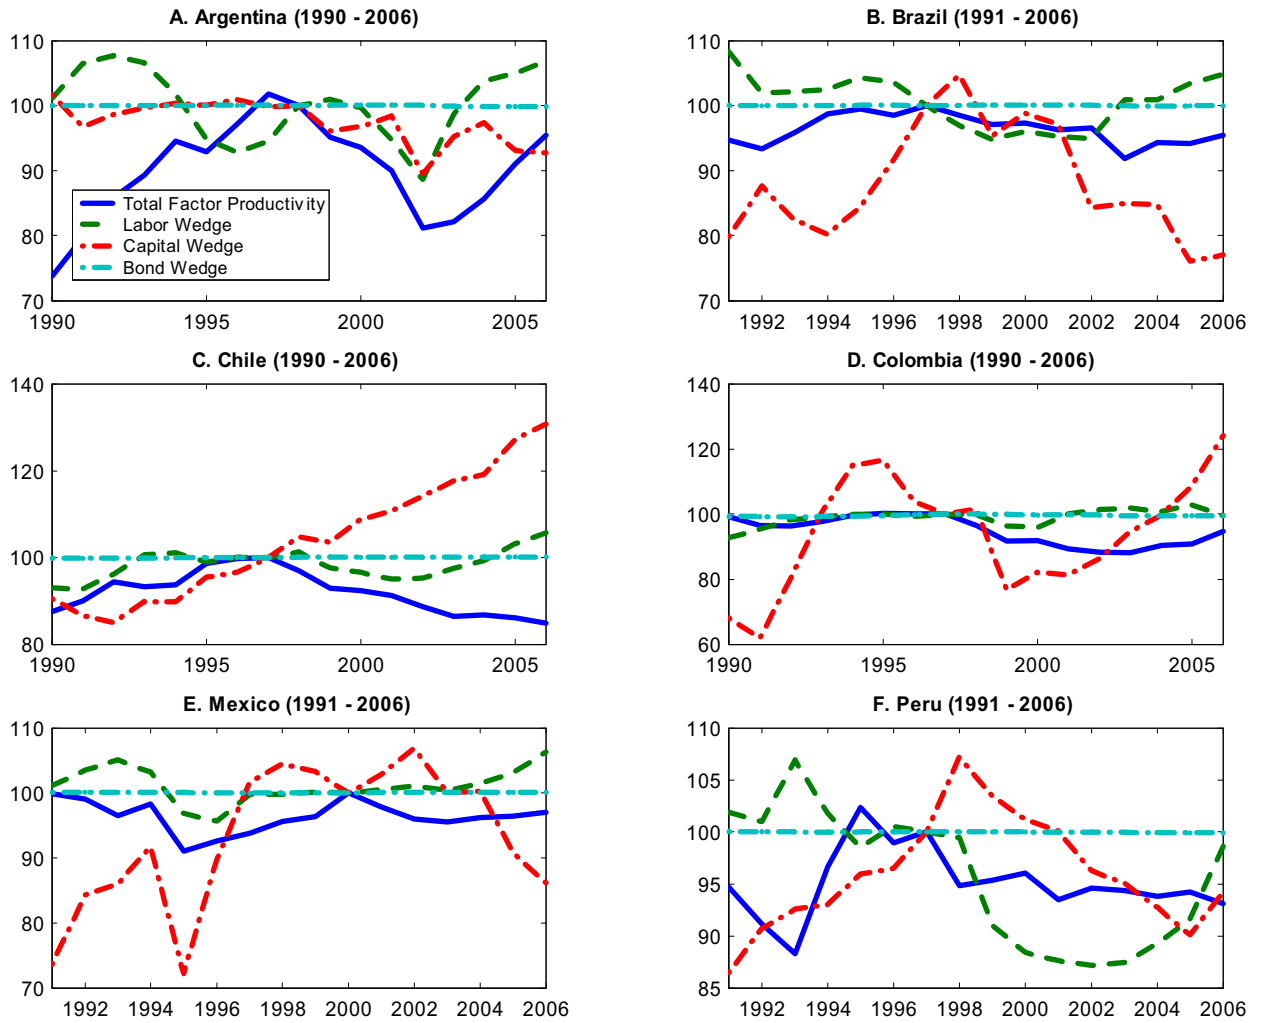 A. Argentina (1990 - 2006)
110
100
90
80
70
Total Factor Productivity
Labor Wedge
Capital Wedge
Bond Wedge
1990 1995 2000 2005
B. Brazil (1991 - 2006)
110
100
90
80
70
1992 1994 1996 1998 2000 2002 2004 2006
C. Chile (1990 - 2006)
140
120
100
80
1990 1995 2000 2005
D. Colombia (1990 - 2006)
140
120
100
80
60
1990 1995 2000 2005
E. Mexico (1991 - 2006)
110
100
90
80
70
1992 1994 1996 1998 2000 2002 2004 2006
F. Peru (1991 - 2006)
110
105
100
95
90
85
1992 1994 1996 1998 2000 2002 2004 2006